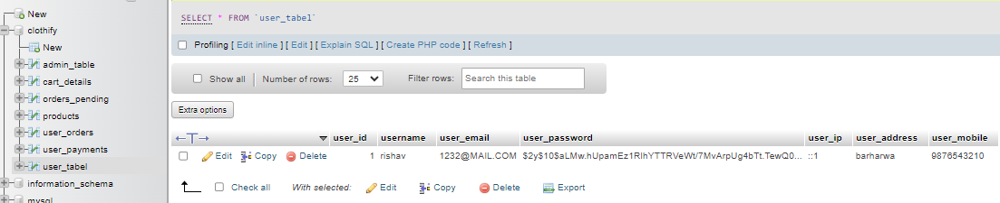 New
clothify
New
admin_table
cart_details
orders_pending
products
user_orders
user_payments
user_tabel
information_schema
mysql
SELECT * FROM `user_tabel`
Profiling [ Edit inline ] [ Edit ] [ Explain SQL ] [ Create PHP code ] [ Refresh ]
Show all Number of rows: 25 Filter rows: Search this table
Extra options
user_id username user_email user_password user_ip user_address user_mobile
Edit Copy Delete 1 rishav 1232@MAIL.COM $2y$10$aLMw.hUpamEz1RlhYTTRVeWt/7MvArpUg4bTt.TewQ0... ::1 barharwa 9876543210
Check all With selected: Edit Copy Delete Export